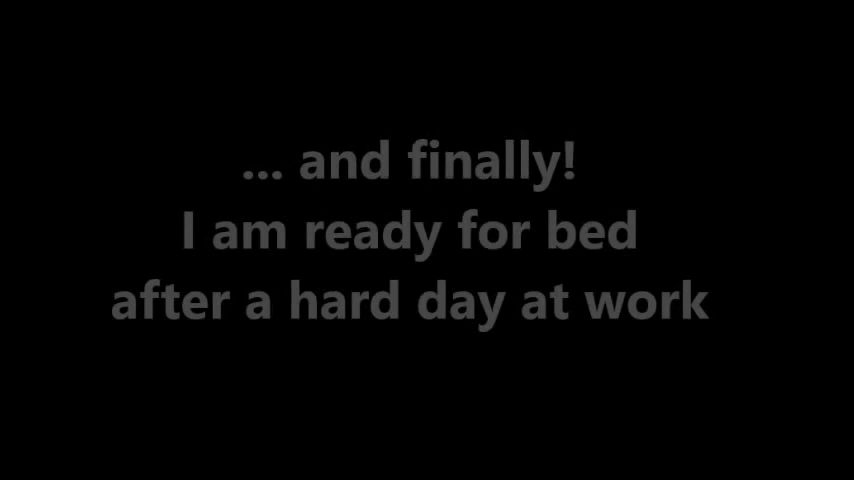 ... and finally!
I am ready for bed
after a hard day at work